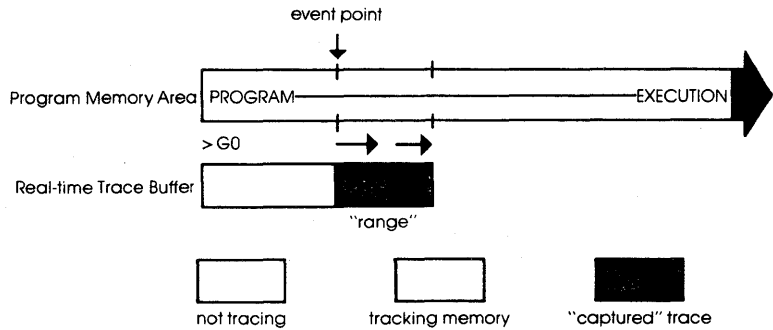 event point
Program Memory Area PROGRAM EXECUTION
>G0
Real-time Trace Buffer
"range"
not tracing tracking memory "captured" trace